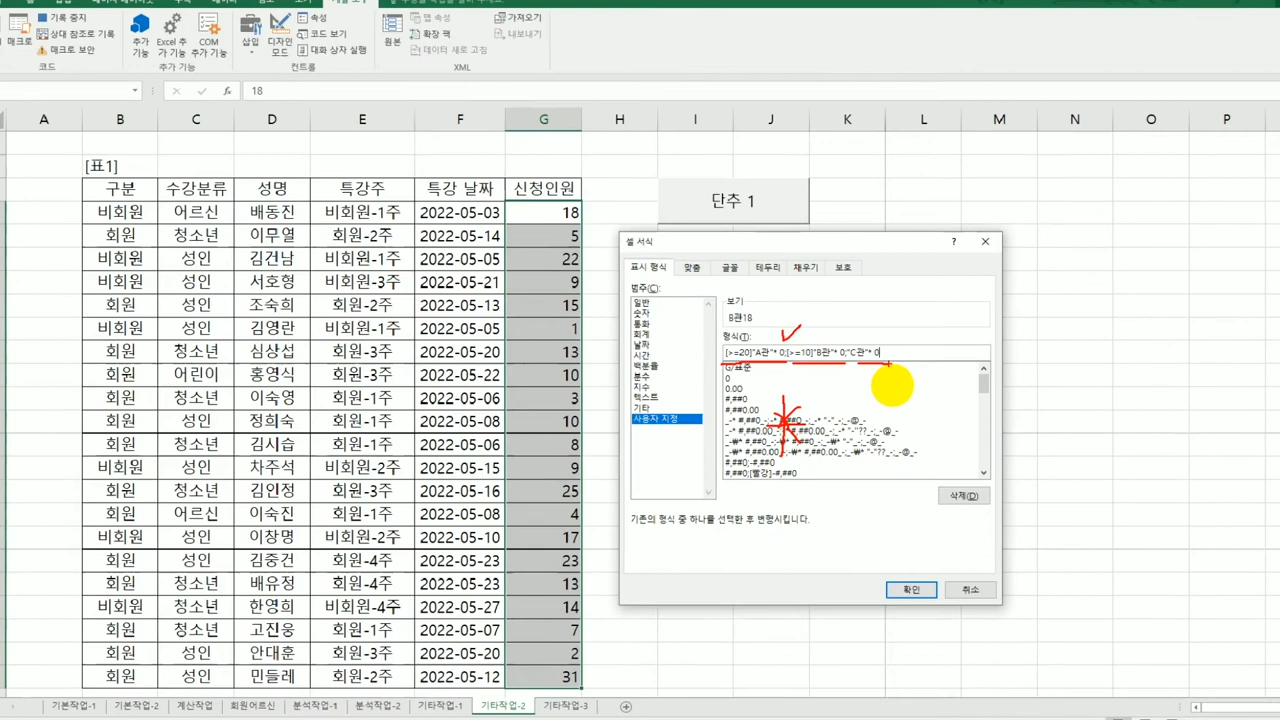 기록 중지
상대 참조로 기록
매크로 보안
매크로
코드
추가 기능
Excel 추가 기능
COM 추가 기능
추가 기능
삽입
디자인 모드
속성
코드 보기
대화 상자 실행
컨트롤
원본
맵 속성
확장 팩
데이터 새로 고침
가져오기
내보내기
XML
fx 18
A B C D E F G H I J K L M N O P
[표1]
구분 수강분류 성명 특강주 특강 날짜 신청인원
비회원 어르신 배동진 비회원-1주 2022-05-03 18
회원 청소년 이무열 회원-2주 2022-05-14 5
비회원 성인 김건남 비회원-1주 2022-05-05 22
비회원 성인 서호형 비회원-3주 2022-05-21 9
회원 성인 조숙희 회원-2주 2022-05-13 15
비회원 성인 김영란 비회원-1주 2022-05-06 1
회원 청소년 심상섭 회원-2주 2022-05-20 13
회원 어린이 홍영식 회원-3주 2022-05-22 10
회원 청소년 이숙영 회원-2주 2022-05-10 3
회원 성인 정희숙 회원-2주 2022-05-08 10
회원 청소년 김시습 회원-1주 2022-05-06 8
비회원 성인 차주석 비회원-2주 2022-05-15 9
회원 청소년 김인정 회원-3주 2022-05-16 25
회원 어르신 이숙진 회원-1주 2022-05-08 4
비회원 성인 이창명 비회원-2주 2022-05-10 17
회원 성인 김중건 회원-4주 2022-05-23 23
회원 청소년 배유정 회원-4주 2022-05-23 13
비회원 청소년 한영희 비회원-4주 2022-05-27 14
회원 청소년 고진웅 회원-1주 2022-05-07 7
회원 성인 안대훈 회원-3주 2022-05-20 2
회원 성인 민들레 회원-2주 2022-05-12 31
단추 1
셀 서식 ?
표시 형식 맞춤 글꼴 테두리 채우기 보호
범주(C):
일반
숫자
통화
회계
날짜
시간
백분율
분수
지수
텍스트
기타
사용자 지정
보기
B관18
형식(T):
[>=20]"A관"* 0;[>=10]"B관"* 0;"C관"* 0
G/표준
0
0.00
#,##0
#,##0.00
_-* #,##0.00_-;-* #,##0.00_-;_-* "-"??_-;_-@_-
#,##0;-#,##0
#,##0;[빨강]-#,##0
삭제(D)
기존의 형식 중 하나를 선택한 후 변형시킵니다.
확인 취소
기본작업-1 기본작업-2 계산작업 회원어르신 분석작업-1 분석작업-2 기타작업-1 기타작업-2 기타작업-3